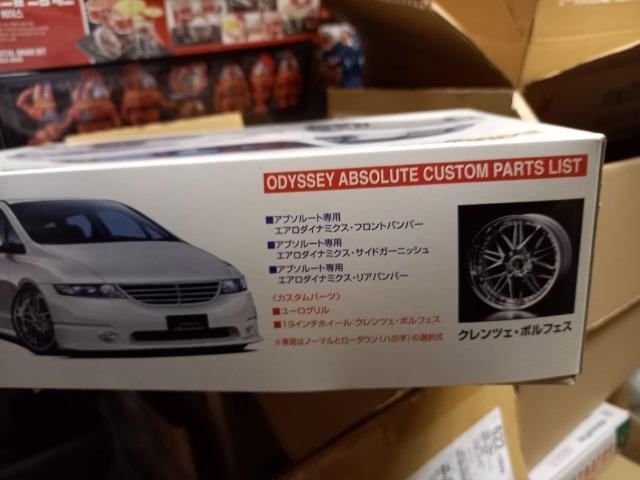 ODYSSEY ABSOLUTE CUSTOM PARTS LIST
■アブソルート専用
エアロダイナミクス・フロントバンパー
■アブソルート専用
エアロダイナミクス・サイドガーニッシュ
■アブソルート専用
エアロダイナミクス・リアバンパー
〈カスタムパーツ〉
■ユーログリル
■19インチホイール:クレンツェ・ボルフェス
※車高はノーマルとローダウン(ハの字)の選択式
クレンツェ・ボルフェス